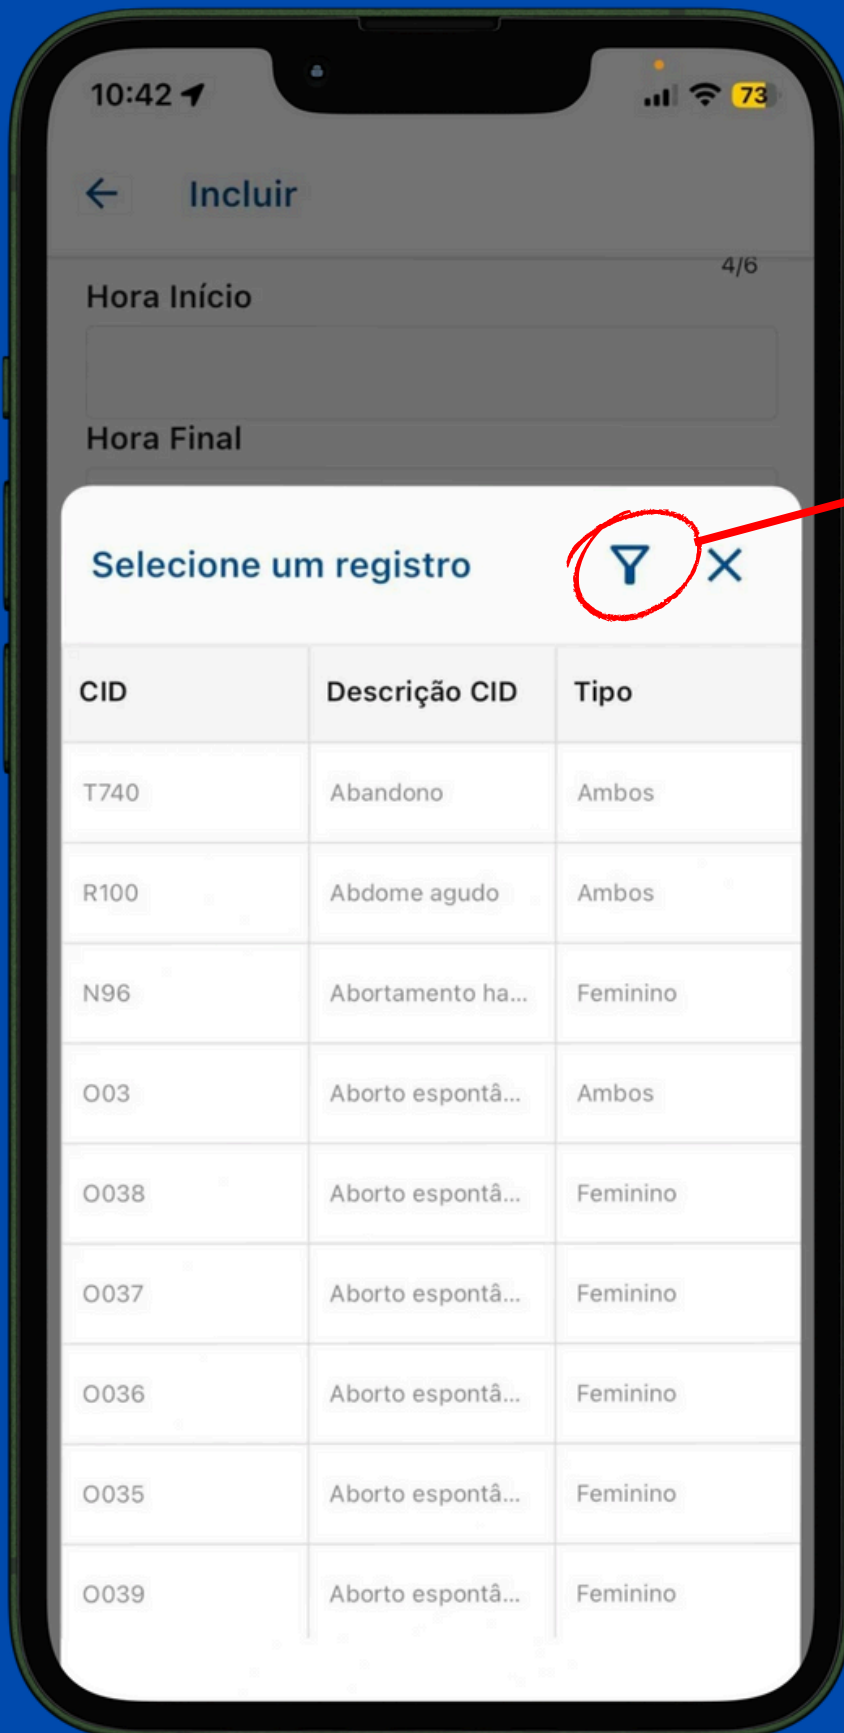 10:42
73
Incluir
4/6
Hora Início
Hora Final
Selecione um registro
CID Descrição CID Tipo
T740 Abandono Ambos
R100 Abdome agudo Ambos
N96 Abortamento ha... Feminino
O03 Aborto espontâ... Ambos
O038 Aborto espontâ... Feminino
O037 Aborto espontâ... Feminino
O036 Aborto espontâ... Feminino
O035 Aborto espontâ... Feminino
O039 Aborto espontâ... Feminino